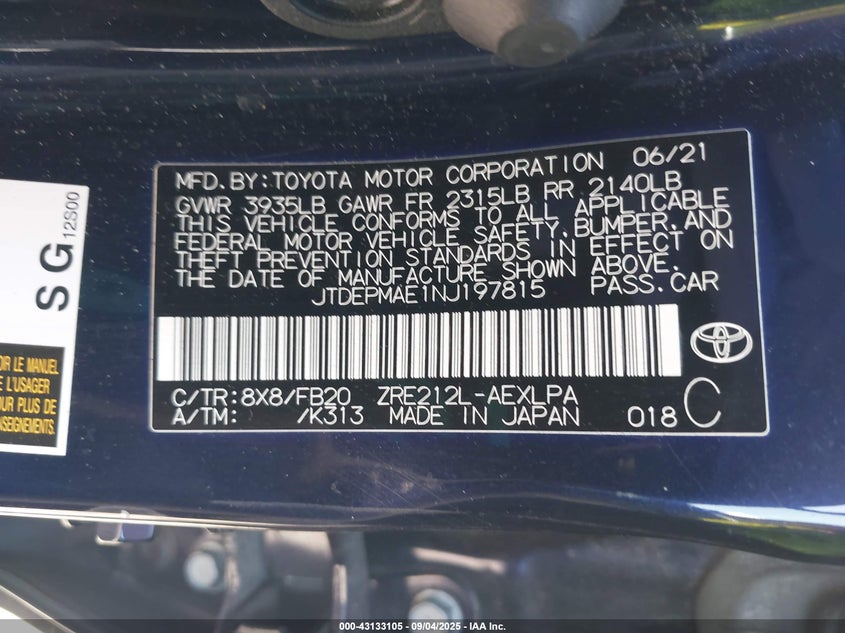 MFD.BY:TOYOTA MOTOR CORPORATION 06/21
GVWR 3935LB GAWR FR 2315LB RR 2140LB
THIS VEHICLE CONFORMS TO ALL APPLICABLE
FEDERAL MOTOR VEHICLE SAFETY,BUMPER,AND
THEFT PREVENTION STANDARDS IN EFFECT ON
THE DATE OF MANUFACTURE SHOWN ABOVE.
JTDEPMAE1NJ197815 PASS.CAR
C/TR:8X8/FB20 ZRE212L-AEXLPA
A/TM: /K313 MADE IN JAPAN 018 C
SG 12S00
OIR LE MANUEL
L'USAGER
OUR PLUS DE
SEIGNEMENTS.
000-43133105 - 09/04/2025 - IAA Inc.